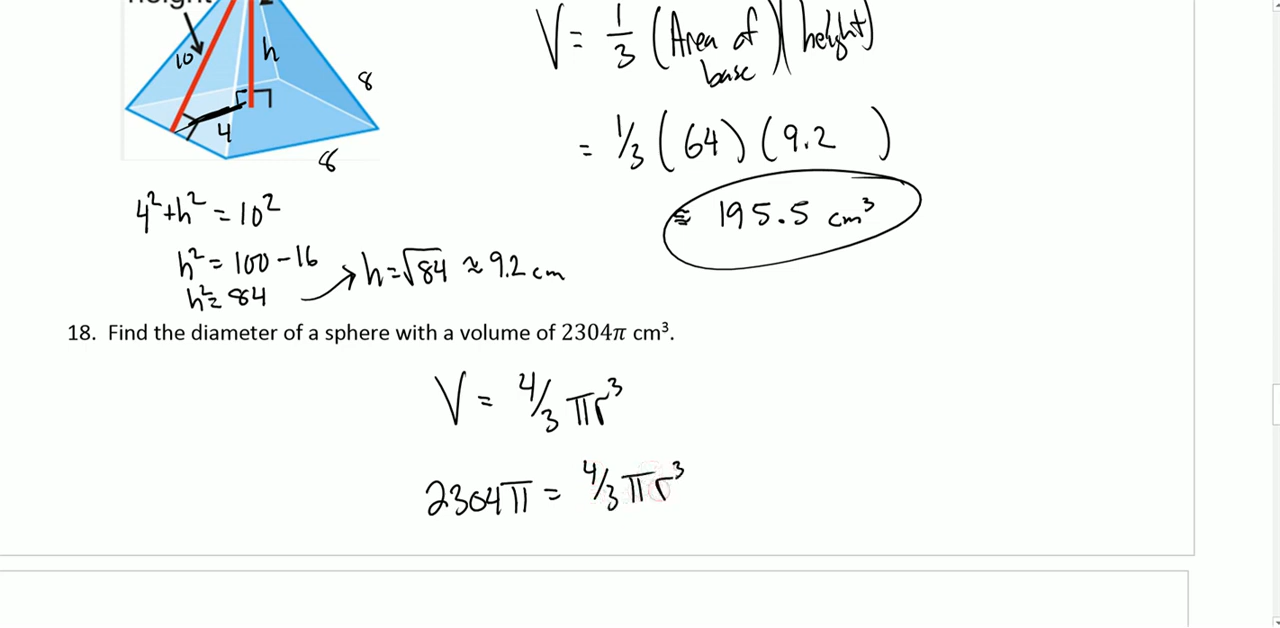 height
10
h
8
4
8
V = 1/3 (Area of base)(height)
= 1/3 (64)(9.2 )
≈ 195.5 cm³
4² + h² = 10²
h² = 100 - 16
h² = 84
h = √84 ≈ 9.2 cm
18. Find the diameter of a sphere with a volume of 2304π cm³.
V = 4/3 πr³
2304π = 4/3 πr³